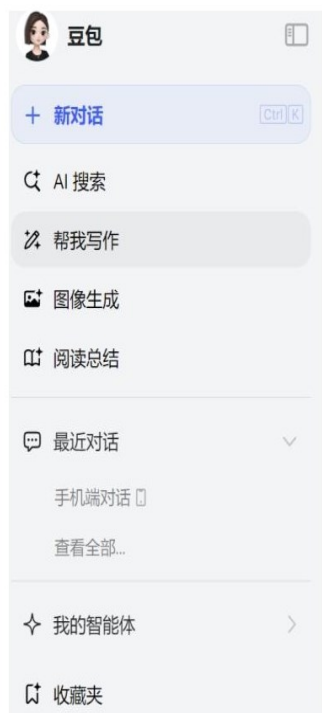 豆包
新对话 Ctrl K
AI 搜索
帮我写作
图像生成
阅读总结
最近对话
手机端对话
查看全部...
我的智能体
收藏夹